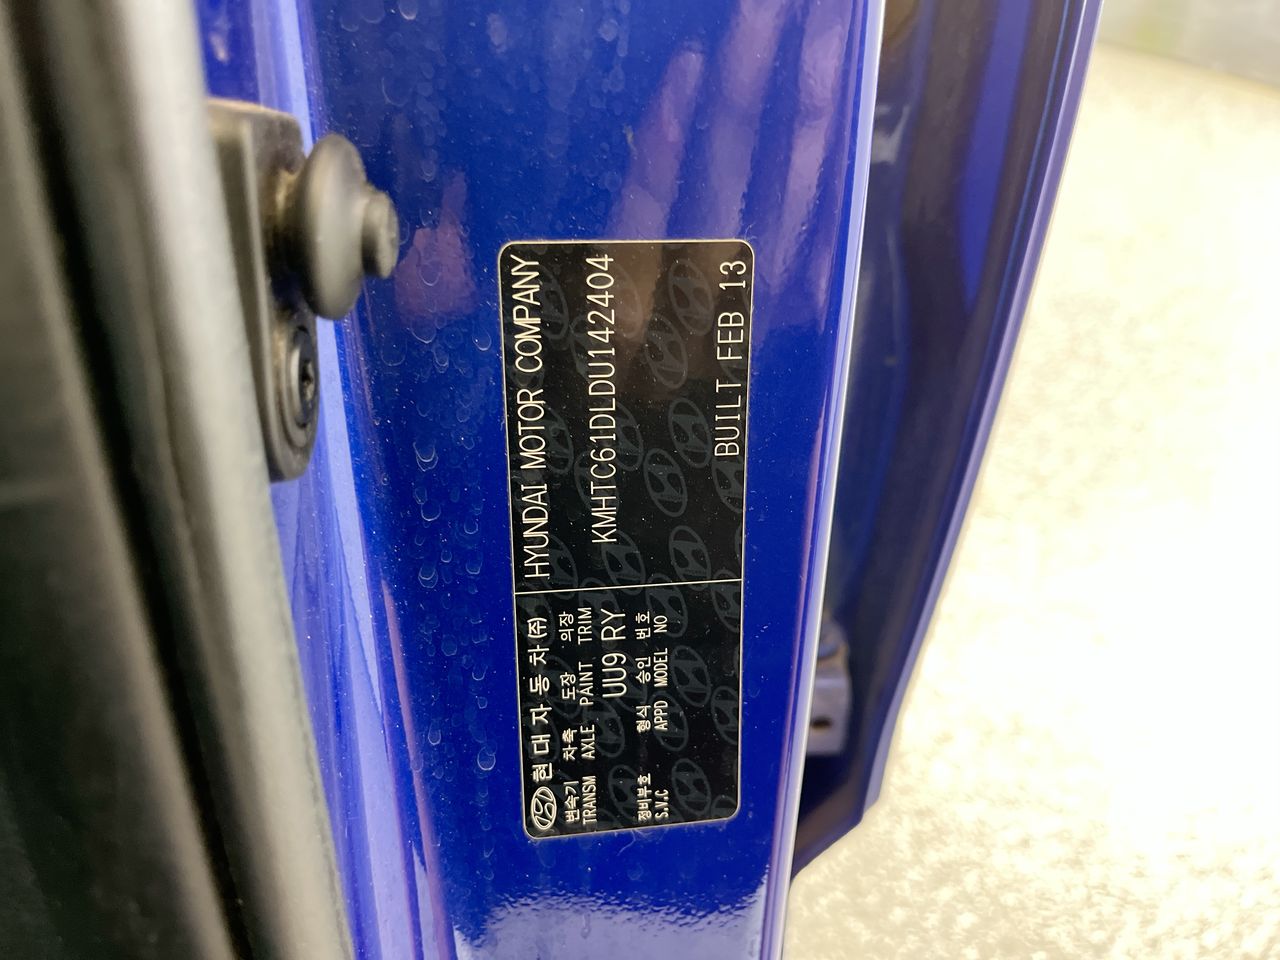 현대자동차(주)
변속기 차축 도장 의장
TRANSM AXLE PAINT TRIM
UU9 RY
정비부호 형식 승인 번호
S.V.C APPD MODEL NO
HYUNDAI MOTOR COMPANY
KMHTC61DLDU142404
BUILT FEB 13